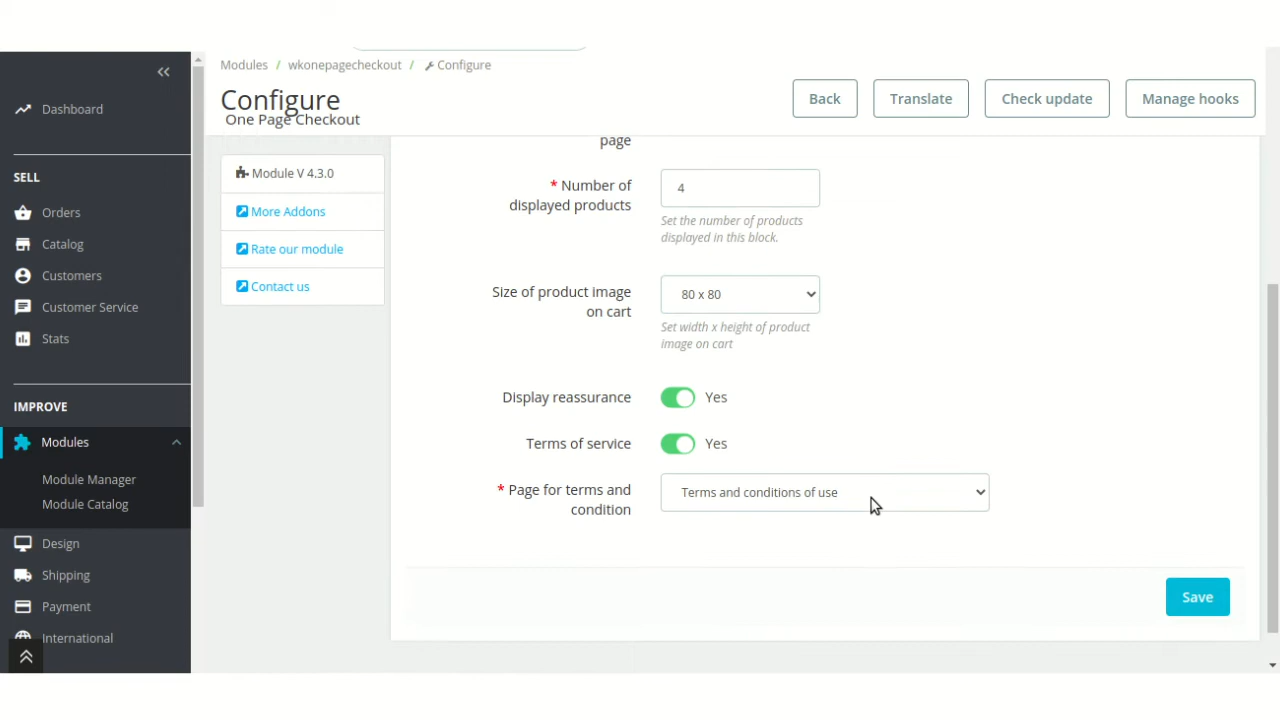 Modules / wkonepagecheckout / Configure
Configure
One Page Checkout
Back
Translate
Check update
Manage hooks
Dashboard
SELL
Orders
Catalog
Customers
Customer Service
Stats
IMPROVE
Modules
Module Manager
Module Catalog
Design
Shipping
Payment
International
Module V 4.3.0
More Addons
Rate our module
Contact us
page
* Number of
displayed products
4
Set the number of products
displayed in this block.
Size of product image
on cart
80 x 80
Set width x height of product
image on cart
Display reassurance
Yes
Terms of service
Yes
* Page for terms and
condition
Terms and conditions of use
Save